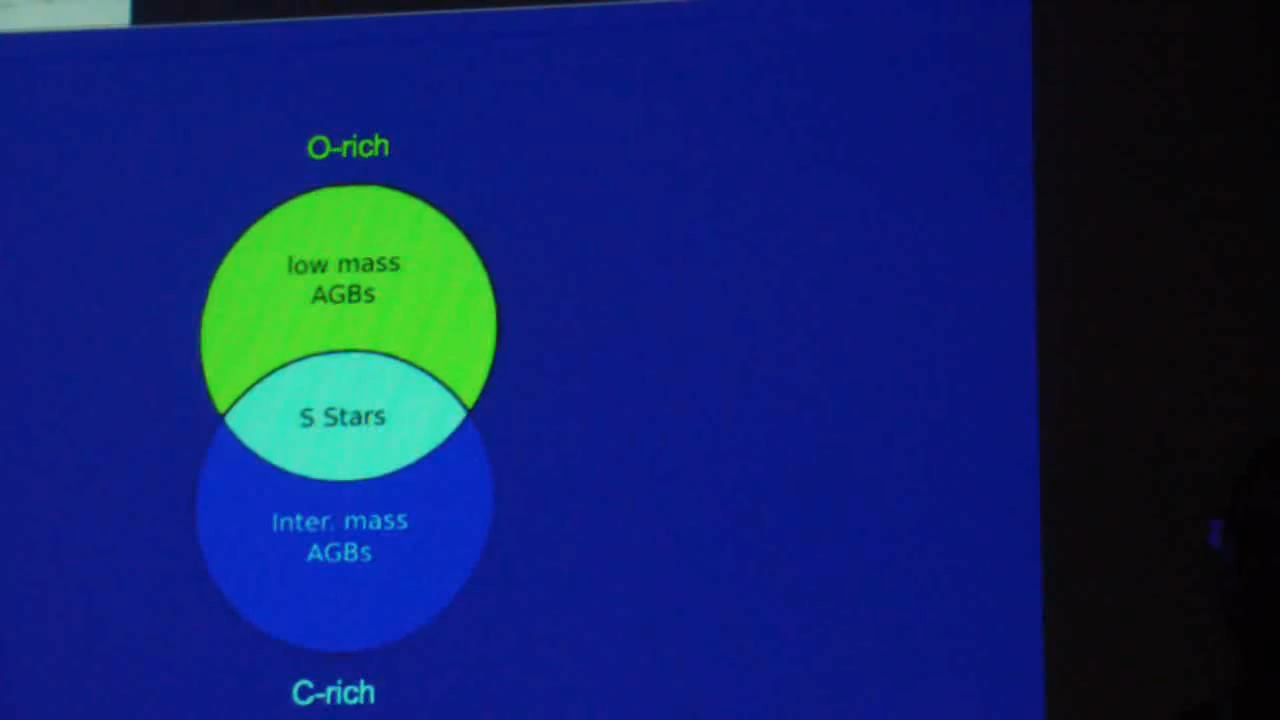 O-rich
low mass
AGBs
S Stars
Inter. mass
AGBs
C-rich